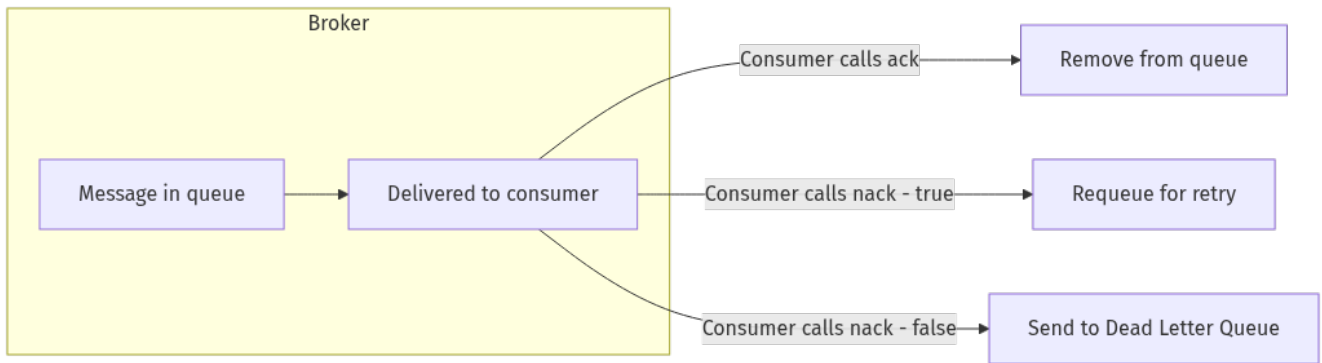 Broker
Consumer calls ack
Remove from queue
Message in queue
Delivered to consumer
Consumer calls nack - true
Requeue for retry
Consumer calls nack - false
Send to Dead Letter Queue